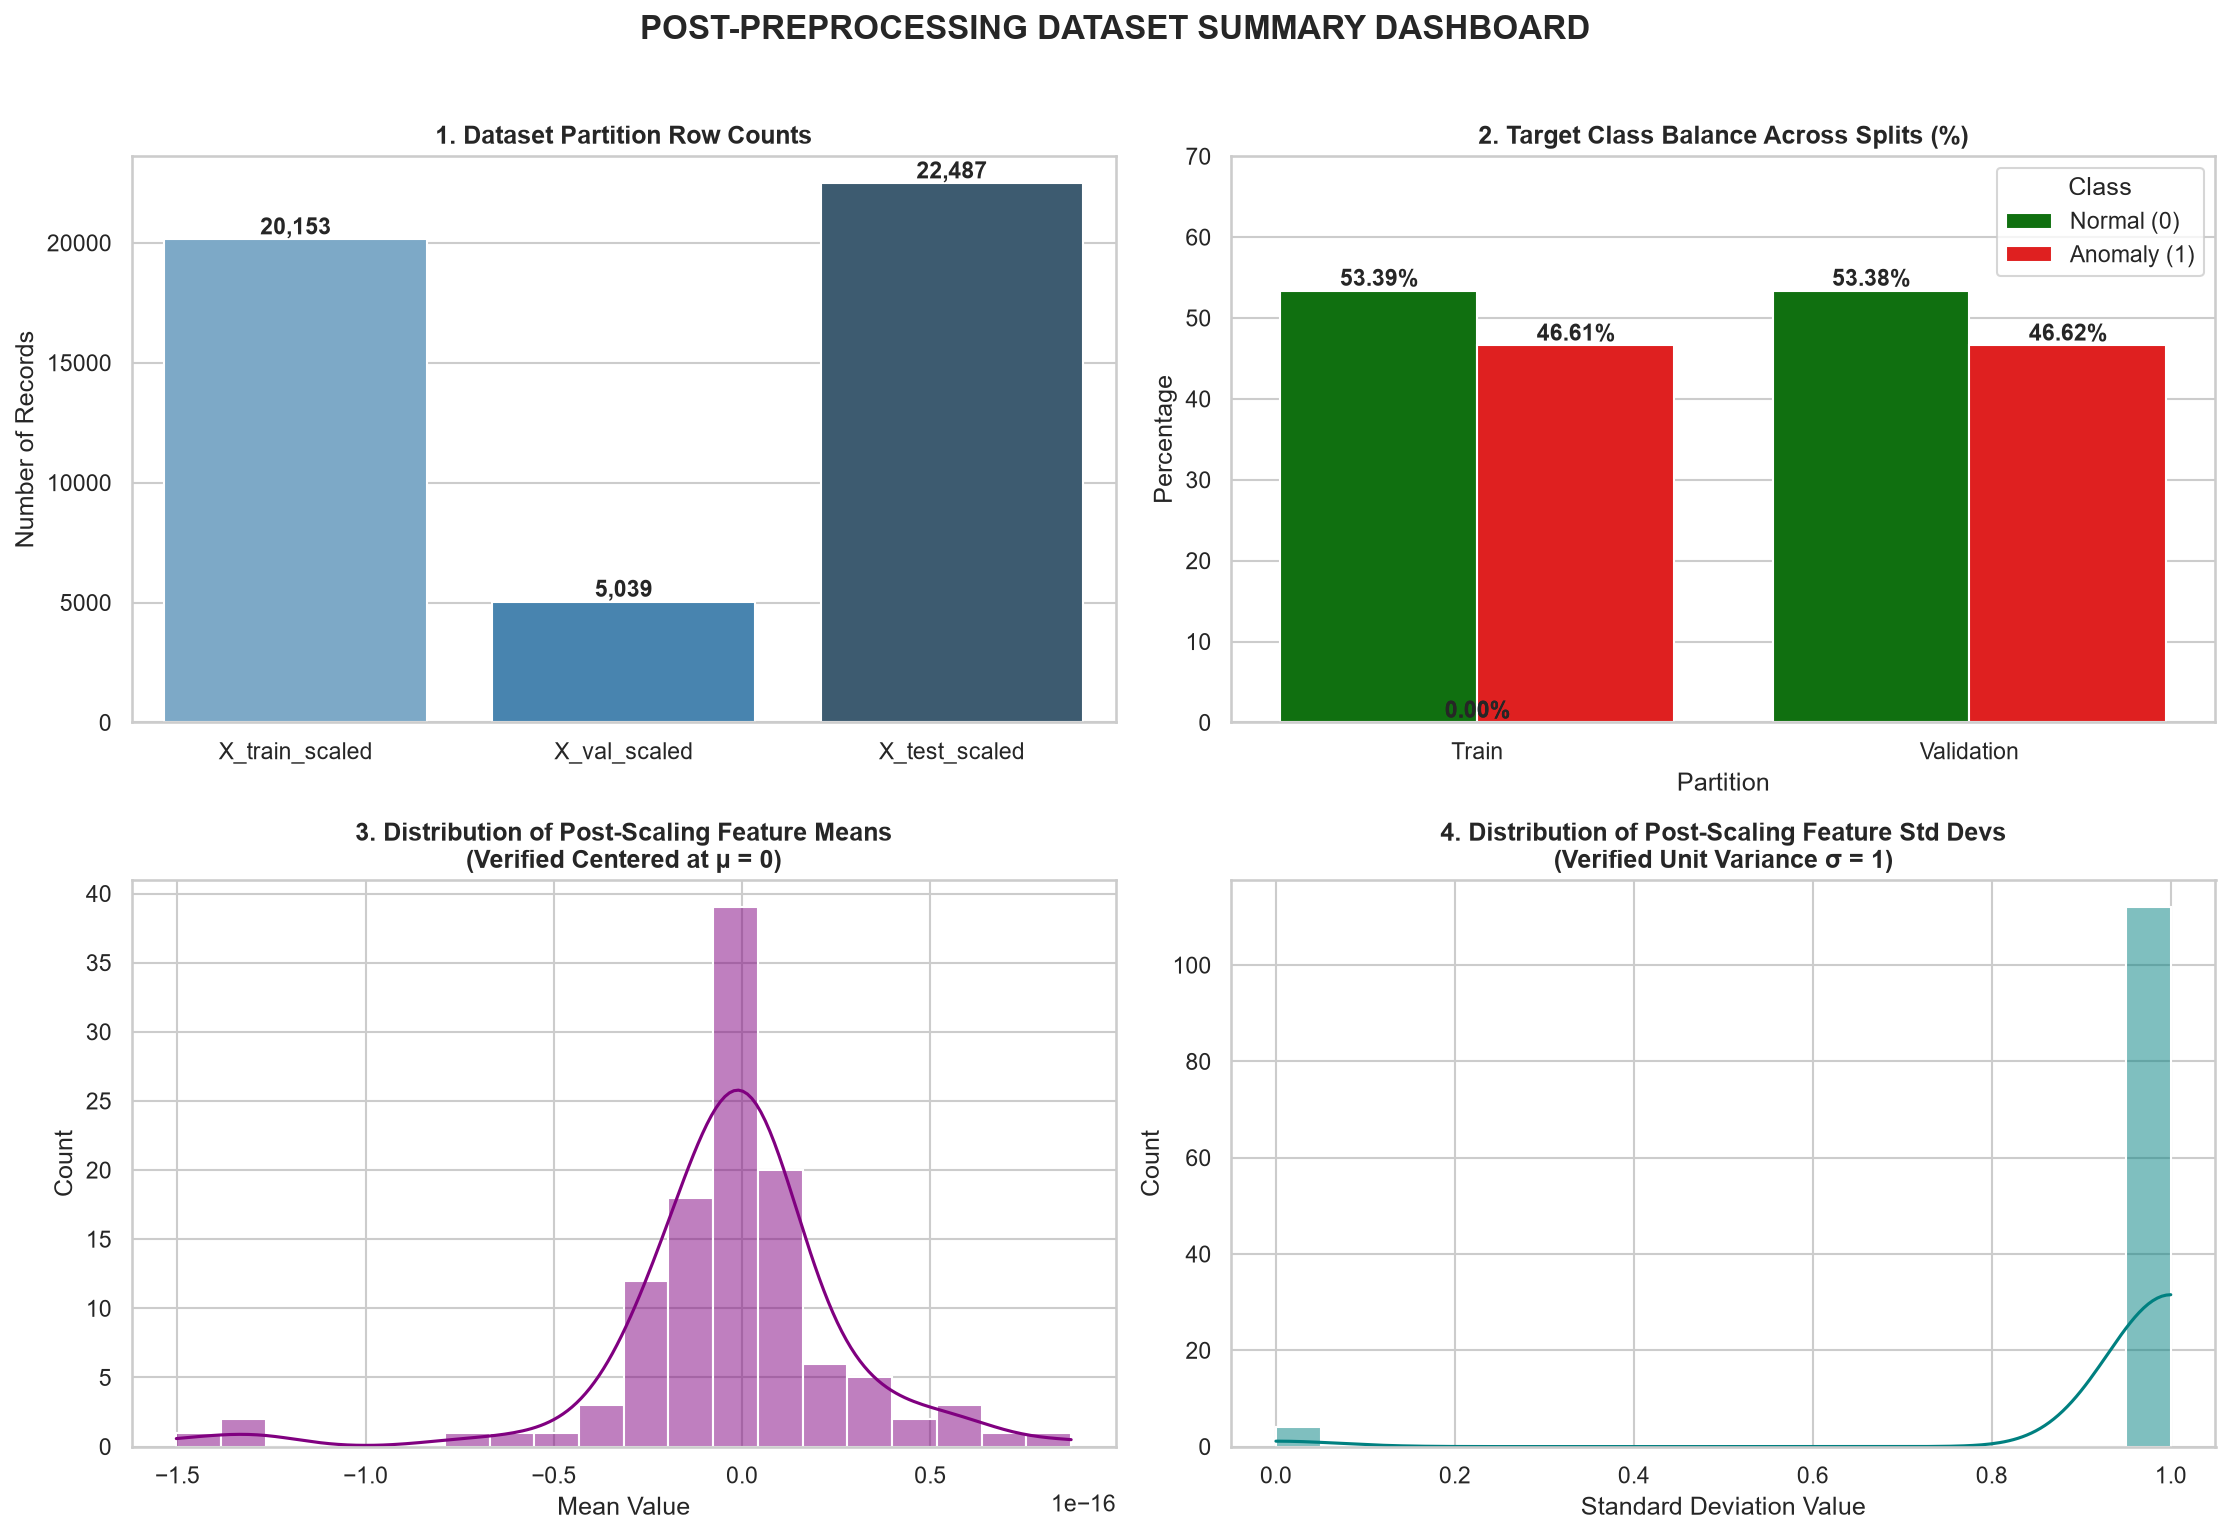 POST-PREPROCESSING DATASET SUMMARY DASHBOARD
1. Dataset Partition Row Counts
Number of Records
20000
15000
10000
5000
0
20,153
5,039
22,487
X_train_scaled
X_val_scaled
X_test_scaled
2. Target Class Balance Across Splits (%)
Percentage
70
60
50
40
30
20
10
0
Class
Normal (0)
Anomaly (1)
53.39%
46.61%
53.38%
46.62%
0.00%
Train
Validation
Partition
3. Distribution of Post-Scaling Feature Means
(Verified Centered at μ = 0)
Count
40
35
30
25
20
15
10
5
0
−1.5
−1.0
−0.5
0.0
0.5
1e−16
Mean Value
4. Distribution of Post-Scaling Feature Std Devs
(Verified Unit Variance σ = 1)
Count
100
80
60
40
20
0
0.0
0.2
0.4
0.6
0.8
1.0
Standard Deviation Value